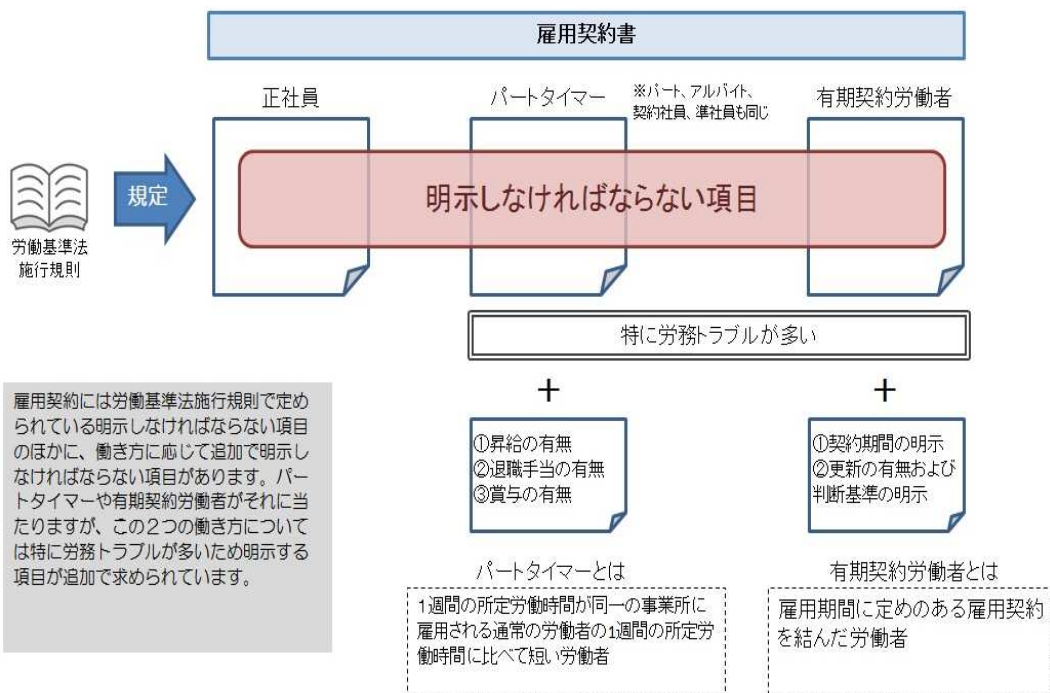 雇用契約書
正社員
パートタイマー
※パート、アルバイト、
契約社員、準社員も同じ
有期契約労働者
労働基準法
施行規則
規定
明示しなければならない項目
特に労務トラブルが多い
雇用契約には労働基準法施行規則で定め
られている明示しなければならない項目
のほかに、働き方に応じて追加で明示し
なければならない項目があります。パー
トタイマーや有期契約労働者がそれに当
たりますが、この２つの働き方について
は特に労務トラブルが多いため明示する
項目が追加で求められています。
＋
①昇給の有無
②退職手当の有無
③賞与の有無
パートタイマーとは
１週間の所定労働時間が同一の事業所に
雇用される通常の労働者の1週間の所定労
働時間に比べて短い労働者
＋
①契約期間の明示
②更新の有無および
判断基準の明示
有期契約労働者とは
雇用期間に定めのある雇用契約
を結んだ労働者